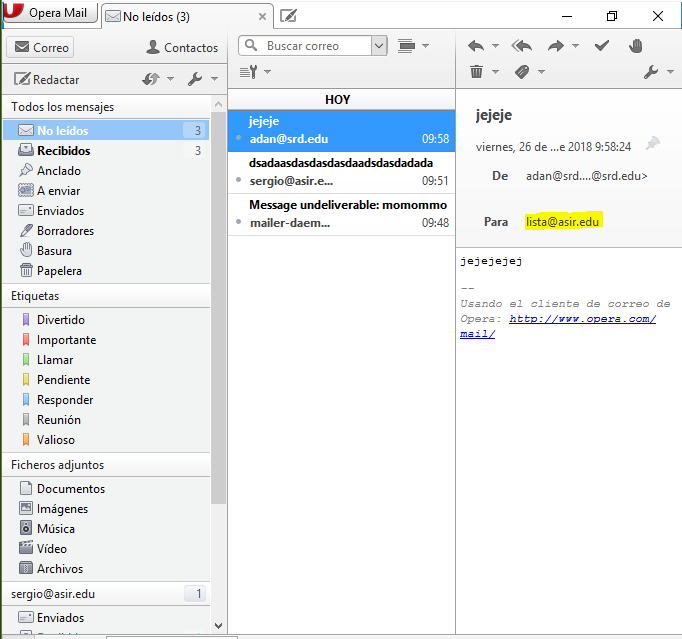 Opera Mail
No leídos (3)
Correo
Contactos
Redactar
Todos los mensajes
No leídos 3
Recibidos 3
Anclado
A enviar
Enviados
Borradores
Basura
Papelera
Etiquetas
Divertido
Importante
Llamar
Pendiente
Responder
Reunión
Valioso
Ficheros adjuntos
Documentos
Imágenes
Música
Vídeo
Archivos
sergio@asir.edu 1
Enviados
Buscar correo
HOY
jejeje
adan@srd.edu 09:58
dsadaasdasdasdasdaadsdasdadada
sergio@asir.e... 09:51
Message undeliverable: momommo
mailer-daem... 09:48
jejeje
viernes, 26 de ...e 2018 9:58:24
De adan@srd....@srd.edu>
Para lista@asir.edu
jejejejej
--
Usando el cliente de correo de
Opera: http://www.opera.com/
mail/